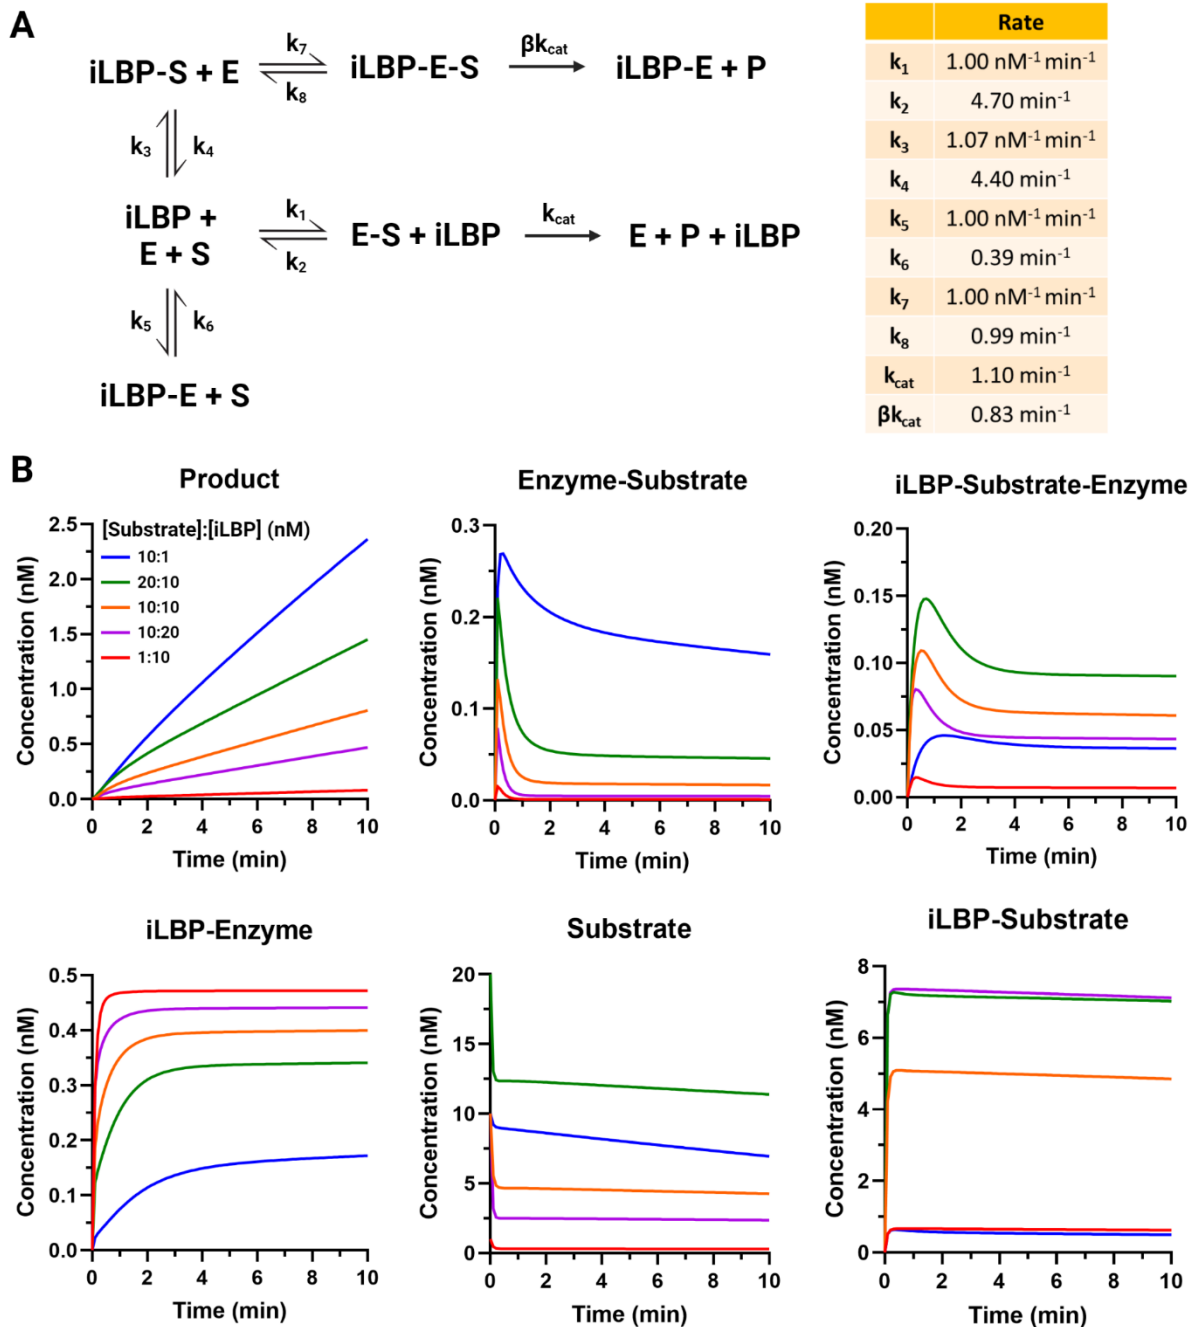 A
iLBP-S + E
k₇
k₈
iLBP-E-S
βk_cat
iLBP-E + P
k₃
k₄
iLBP +
E + S
k₁
k₂
E-S + iLBP
k_cat
E + P + iLBP
k₅
k₆
iLBP-E + S
Rate
k₁ 1.00 nM⁻¹ min⁻¹
k₂ 4.70 min⁻¹
k₃ 1.07 nM⁻¹ min⁻¹
k₄ 4.40 min⁻¹
k₅ 1.00 nM⁻¹ min⁻¹
k₆ 0.39 min⁻¹
k₇ 1.00 nM⁻¹ min⁻¹
k₈ 0.99 min⁻¹
k_cat 1.10 min⁻¹
βk_cat 0.83 min⁻¹
B
Product
Concentration (nM)
2.5
2.0
1.5
1.0
0.5
0.0
[Substrate]:[iLBP] (nM)
10:1
20:10
10:10
10:20
1:10
0 2 4 6 8 10
Time (min)
Enzyme-Substrate
Concentration (nM)
0.3
0.2
0.1
0.0
0 2 4 6 8 10
Time (min)
iLBP-Substrate-Enzyme
Concentration (nM)
0.20
0.15
0.10
0.05
0.00
0 2 4 6 8 10
Time (min)
iLBP-Enzyme
Concentration (nM)
0.5
0.4
0.3
0.2
0.1
0.0
0 2 4 6 8 10
Time (min)
Substrate
Concentration (nM)
20
15
10
5
0
0 2 4 6 8 10
Time (min)
iLBP-Substrate
Concentration (nM)
8
6
4
2
0
0 2 4 6 8 10
Time (min)